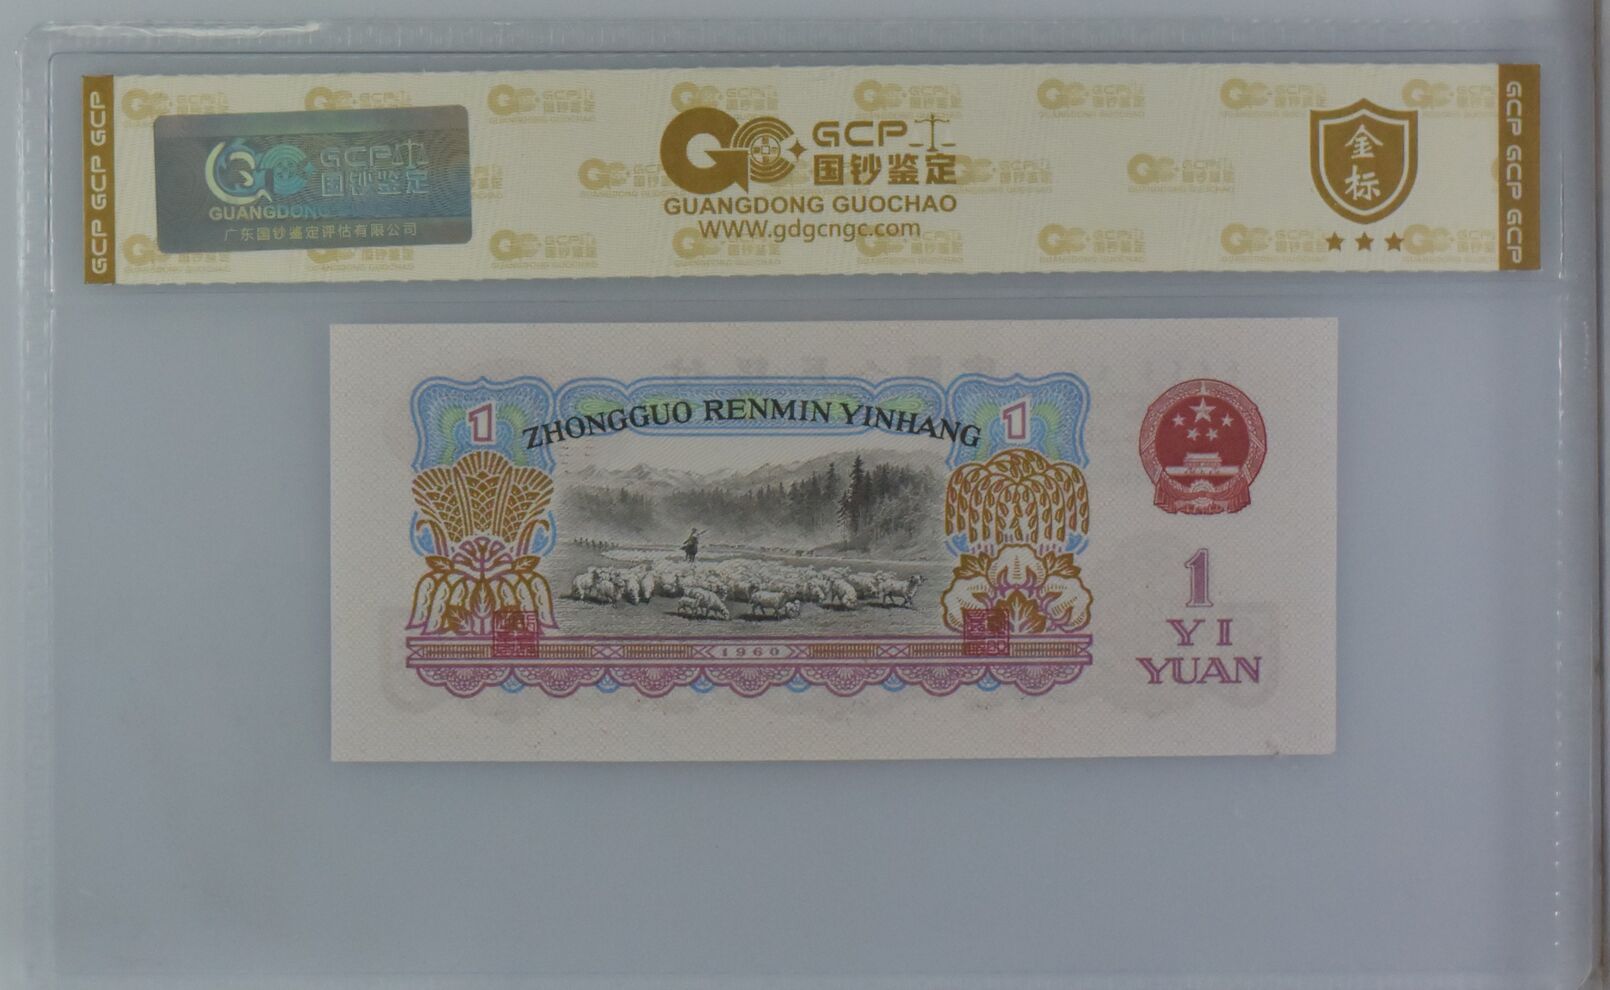 GCP GCP GCP
GCP
国钞鉴定
GUANGDONG
广东国钞鉴定评估有限公司
GCP
国钞鉴定
GUANGDONG GUOCHAO
WWW.gdgcngc.com
金标
GCP GCP GCP
1
ZHONGGUO RENMIN YINHANG
1
1960
1
YI
YUAN